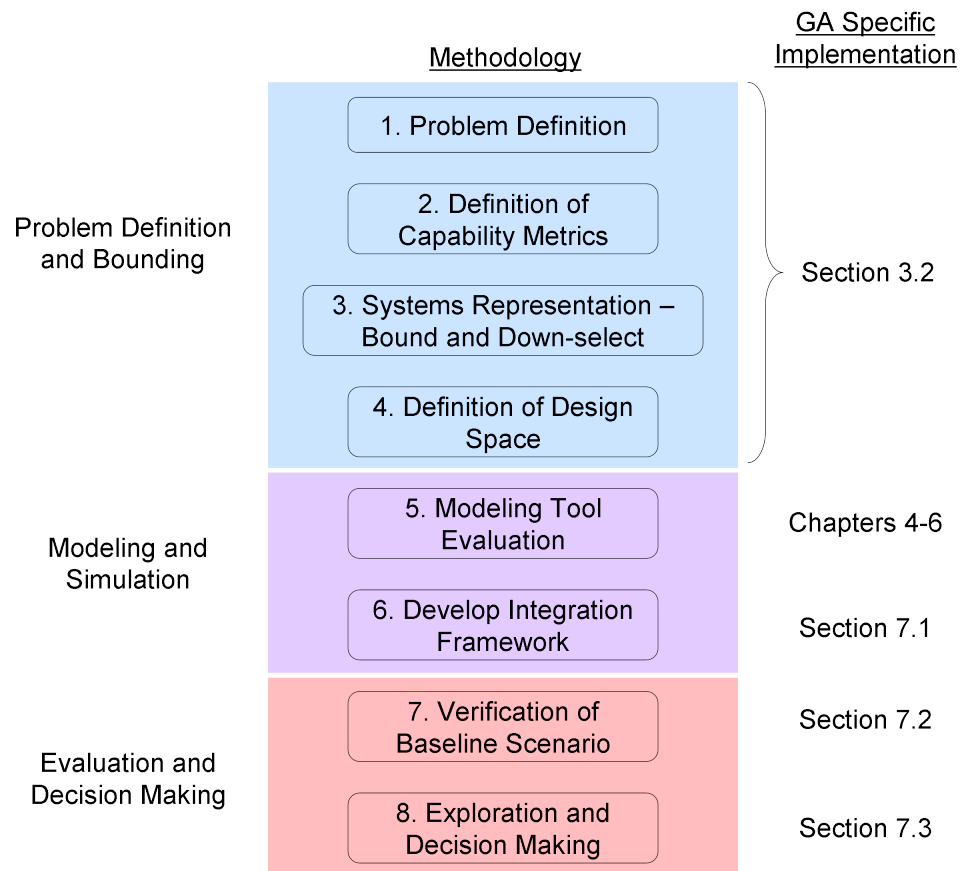 GA Specific
Implementation
Methodology
Problem Definition
and Bounding
1. Problem Definition
2. Definition of
Capability Metrics
3. Systems Representation –
Bound and Down-select
4. Definition of Design
Space
Section 3.2
Modeling and
Simulation
5. Modeling Tool
Evaluation
Chapters 4-6
6. Develop Integration
Framework
Section 7.1
Evaluation and
Decision Making
7. Verification of
Baseline Scenario
Section 7.2
8. Exploration and
Decision Making
Section 7.3